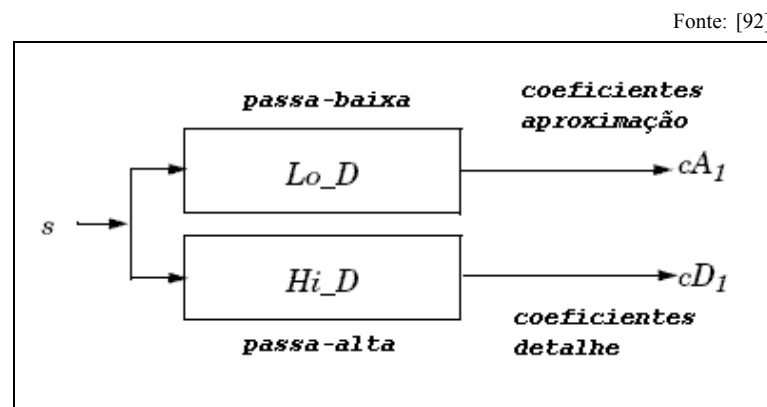 Fonte: [92]
passa-baixa
coeficientes
aproximação
Lo_D
cA1
s
Hi_D
cD1
passa-alta
coeficientes
detalhe